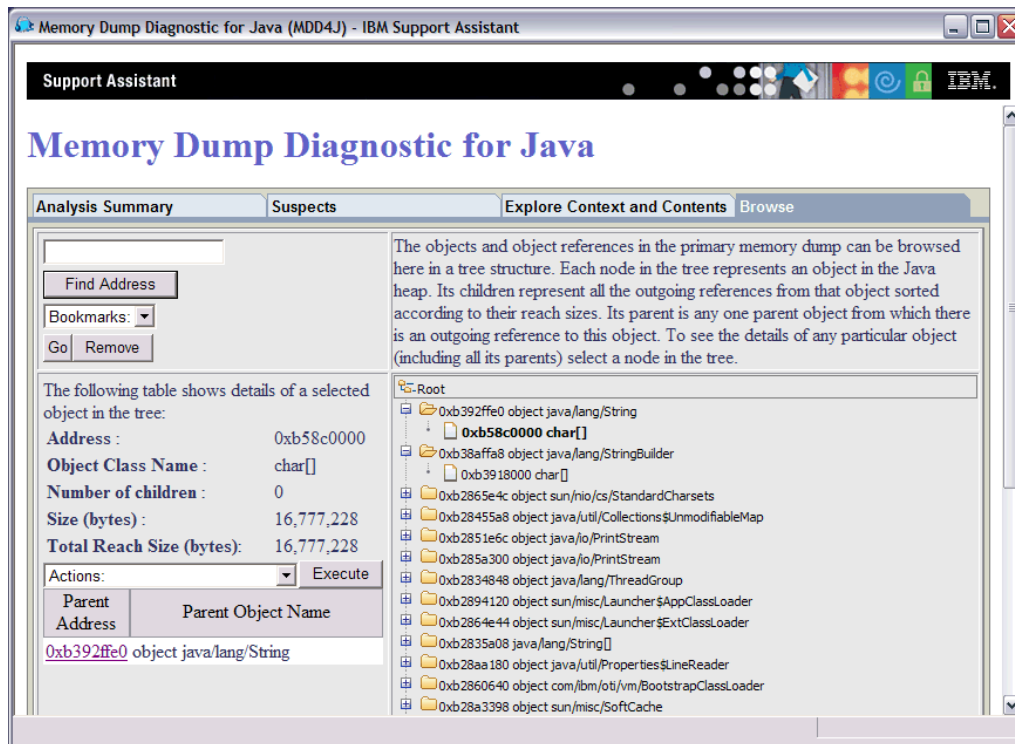 Memory Dump Diagnostic for Java (MDD4J) - IBM Support Assistant
Support Assistant
IBM.
Memory Dump Diagnostic for Java
Analysis Summary
Suspects
Explore Context and Contents
Browse
Find Address
Bookmarks:
Go
Remove
The objects and object references in the primary memory dump can be browsed
here in a tree structure. Each node in the tree represents an object in the Java
heap. Its children represent all the outgoing references from that object sorted
according to their reach sizes. Its parent is any one parent object from which there
is an outgoing reference to this object. To see the details of any particular object
(including all its parents) select a node in the tree.
The following table shows details of a selected
object in the tree:
Address : 0xb58c0000
Object Class Name : char[]
Number of children : 0
Size (bytes) : 16,777,228
Total Reach Size (bytes): 16,777,228
Actions:
Execute
Parent
Address
Parent Object Name
0xb392ffe0 object java/lang/String
Root
0xb392ffe0 object java/lang/String
0xb58c0000 char[]
0xb38affa8 object java/lang/StringBuilder
0xb3918000 char[]
0xb2865e4c object sun/nio/cs/StandardCharsets
0xb28455a8 object java/util/Collections$UnmodifiableMap
0xb2851e6c object java/io/PrintStream
0xb285a300 object java/io/PrintStream
0xb2834848 object java/lang/ThreadGroup
0xb2894120 object sun/misc/Launcher$AppClassLoader
0xb2864e44 object sun/misc/Launcher$ExtClassLoader
0xb2835a08 java/lang/String[]
0xb28aa180 object java/util/Properties$LineReader
0xb2860640 object com/ibm/oti/vm/BootstrapClassLoader
0xb28a3398 object sun/misc/SoftCache